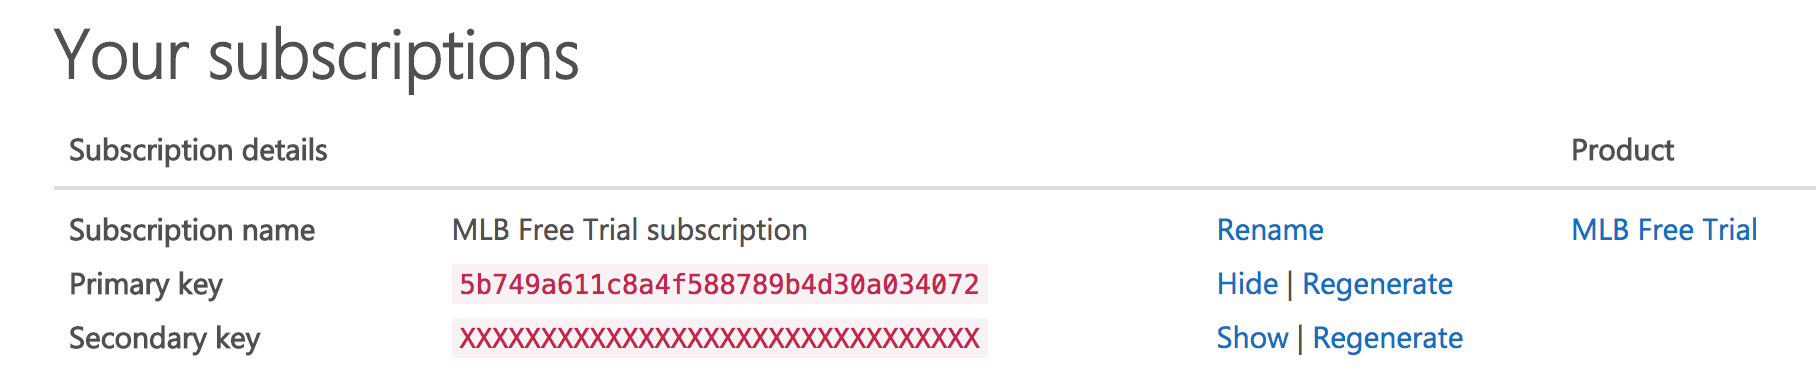 Your subscriptions
Subscription details Product
Subscription name MLB Free Trial subscription Rename MLB Free Trial
Primary key 5b749a611c8a4f588789b4d30a034072 Hide | Regenerate
Secondary key XXXXXXXXXXXXXXXXXXXXXXXXXXXXXXXX Show | Regenerate